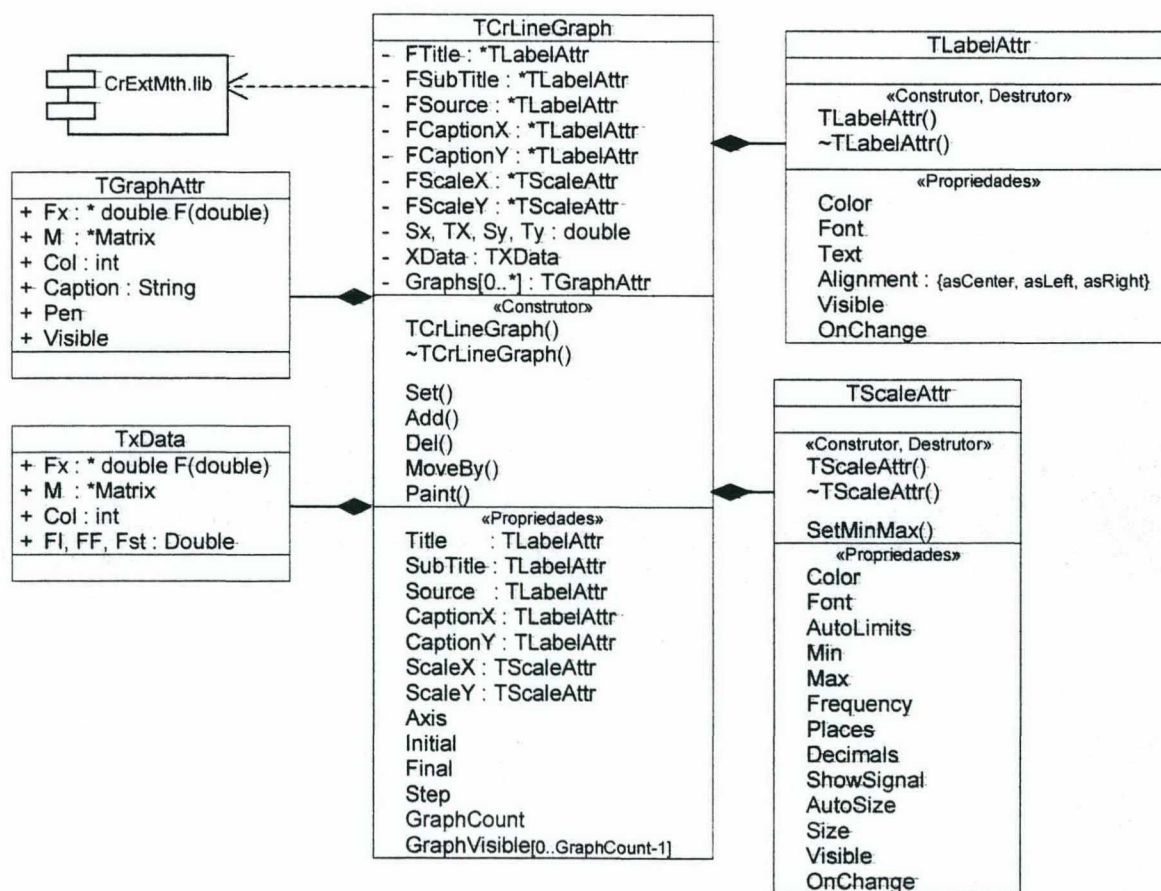 CrExtMth.lib
TCrLineGraph
- FTitle : *TLabelAttr
- FSubTitle : *TLabelAttr
- FSource : *TLabelAttr
- FCaptionX : *TLabelAttr
- FCaptionY : *TLabelAttr
- FScaleX : *TScaleAttr
- FScaleY : *TScaleAttr
- Sx, TX, Sy, Ty : double
- XData : TXData
- Graphs[0..*] : TGraphAttr
«Construtor»
TCrLineGraph()
~TCrLineGraph()
Set()
Add()
Del()
MoveBy()
Paint()
«Propriedades»
Title : TLabelAttr
SubTitle : TLabelAttr
Source : TLabelAttr
CaptionX : TLabelAttr
CaptionY : TLabelAttr
ScaleX : TScaleAttr
ScaleY : TScaleAttr
Axis
Initial
Final
Step
GraphCount
GraphVisible[0..GraphCount-1]
TGraphAttr
+ Fx : * double F(double)
+ M : *Matrix
+ Col : int
+ Caption : String
+ Pen
+ Visible
TxData
+ Fx : * double F(double)
+ M : *Matrix
+ Col : int
+ FI, FF, Fst : Double
TLabelAttr
«Construtor, Destrutor»
TLabelAttr()
~TLabelAttr()
«Propriedades»
Color
Font
Text
Alignment : {asCenter, asLeft, asRight}
Visible
OnChange
TScaleAttr
«Construtor, Destrutor»
TScaleAttr()
~TScaleAttr()
SetMinMax()
«Propriedades»
Color
Font
AutoLimits
Min
Max
Frequency
Places
Decimals
ShowSignal
AutoSize
Size
Visible
OnChange